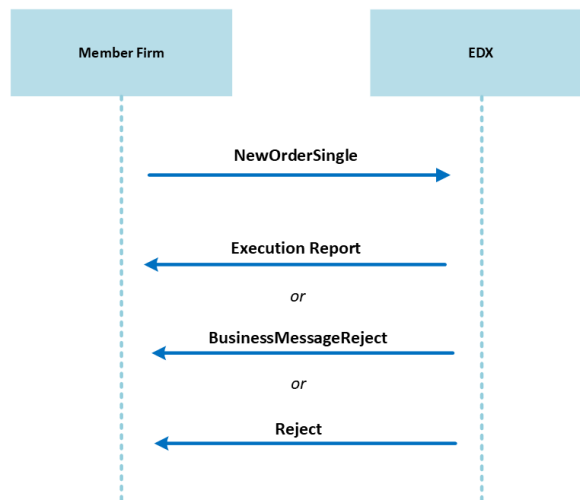 Member Firm
EDX
NewOrderSingle
Execution Report
or
BusinessMessageReject
or
Reject